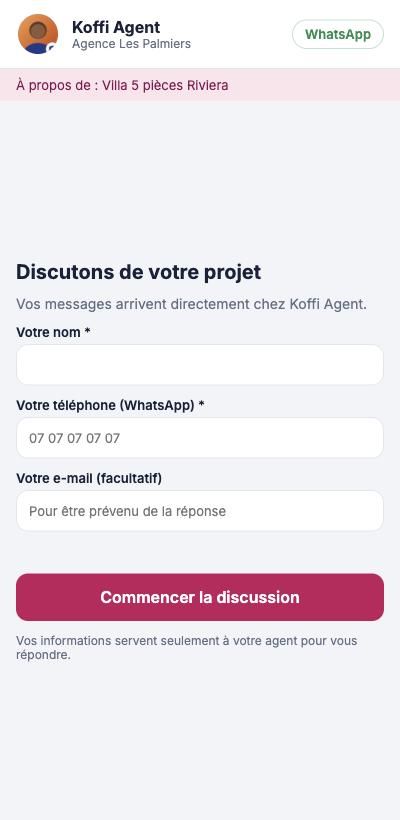 Koffi Agent
Agence Les Palmiers
WhatsApp
À propos de : Villa 5 pièces Riviera
Discutons de votre projet
Vos messages arrivent directement chez Koffi Agent.
Votre nom *
Votre téléphone (WhatsApp) *
07 07 07 07 07
Votre e-mail (facultatif)
Pour être prévenu de la réponse
Commencer la discussion
Vos informations servent seulement à votre agent pour vous
répondre.